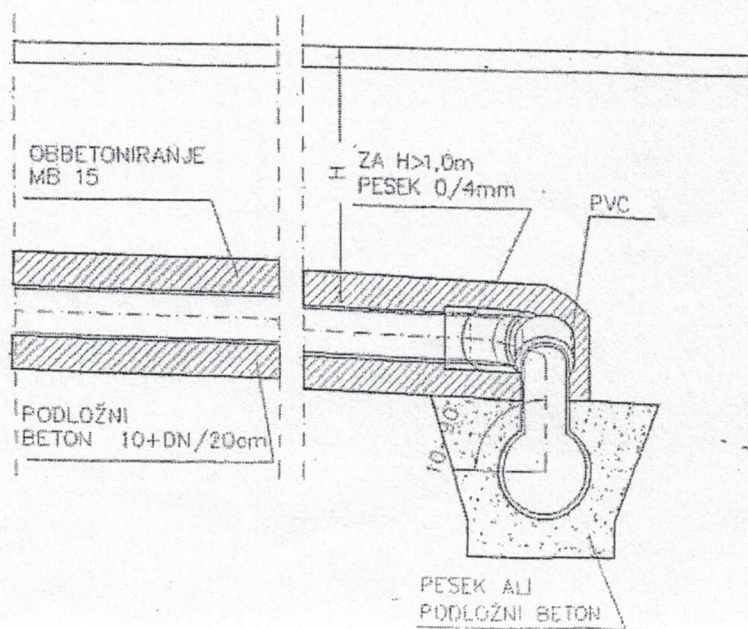 OBBETONIRANJE
MB 15
H
ZA H>1,0m
PESEK 0/4mm
PVC
PODLOŽNI
BETON 10+DN/20cm
PESEK ALI
PODLOŽNI BETON